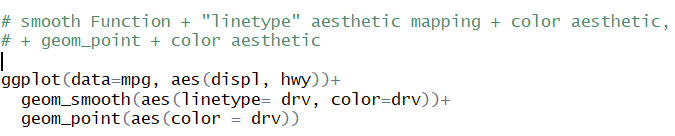 # smooth Function + "linetype" aesthetic mapping + color aesthetic,
# + geom_point + color aesthetic
ggplot(data=mpg, aes(displ, hwy))+
  geom_smooth(aes(linetype= drv, color=drv))+
  geom_point(aes(color = drv))